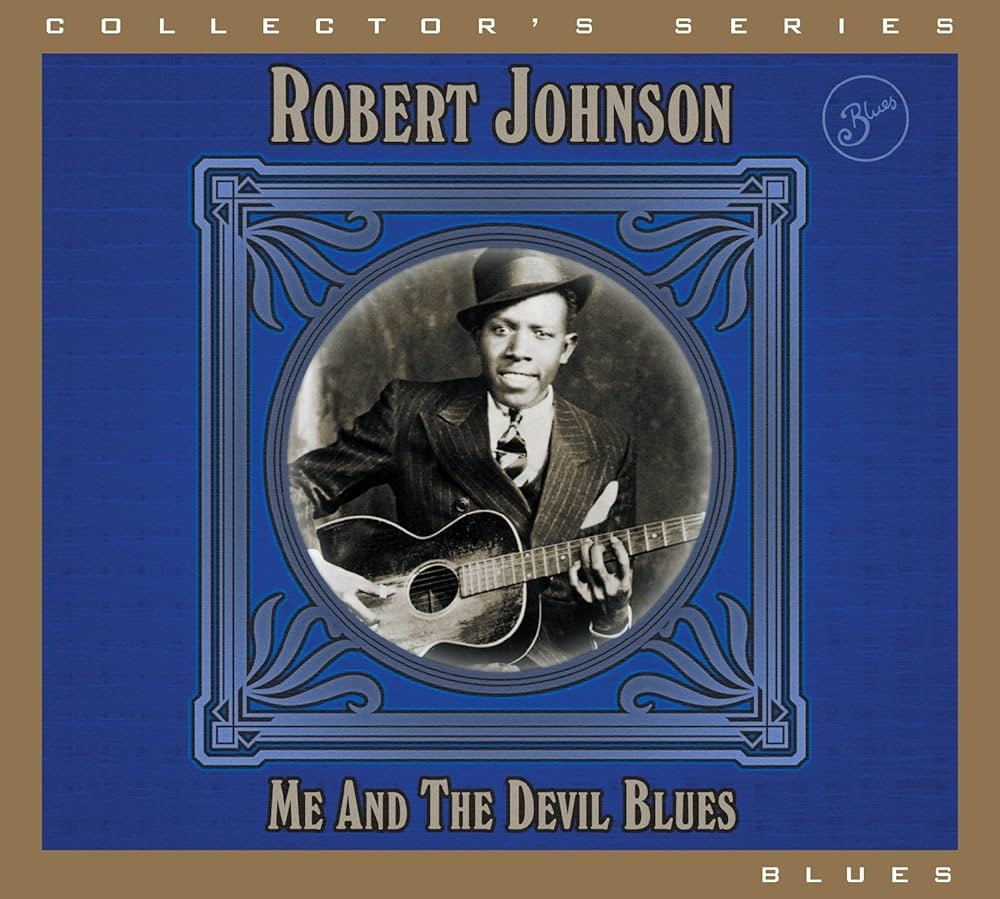 COLLECTOR'S SERIES
ROBERT JOHNSON
Blues
ME AND THE DEVIL BLUES
BLUES